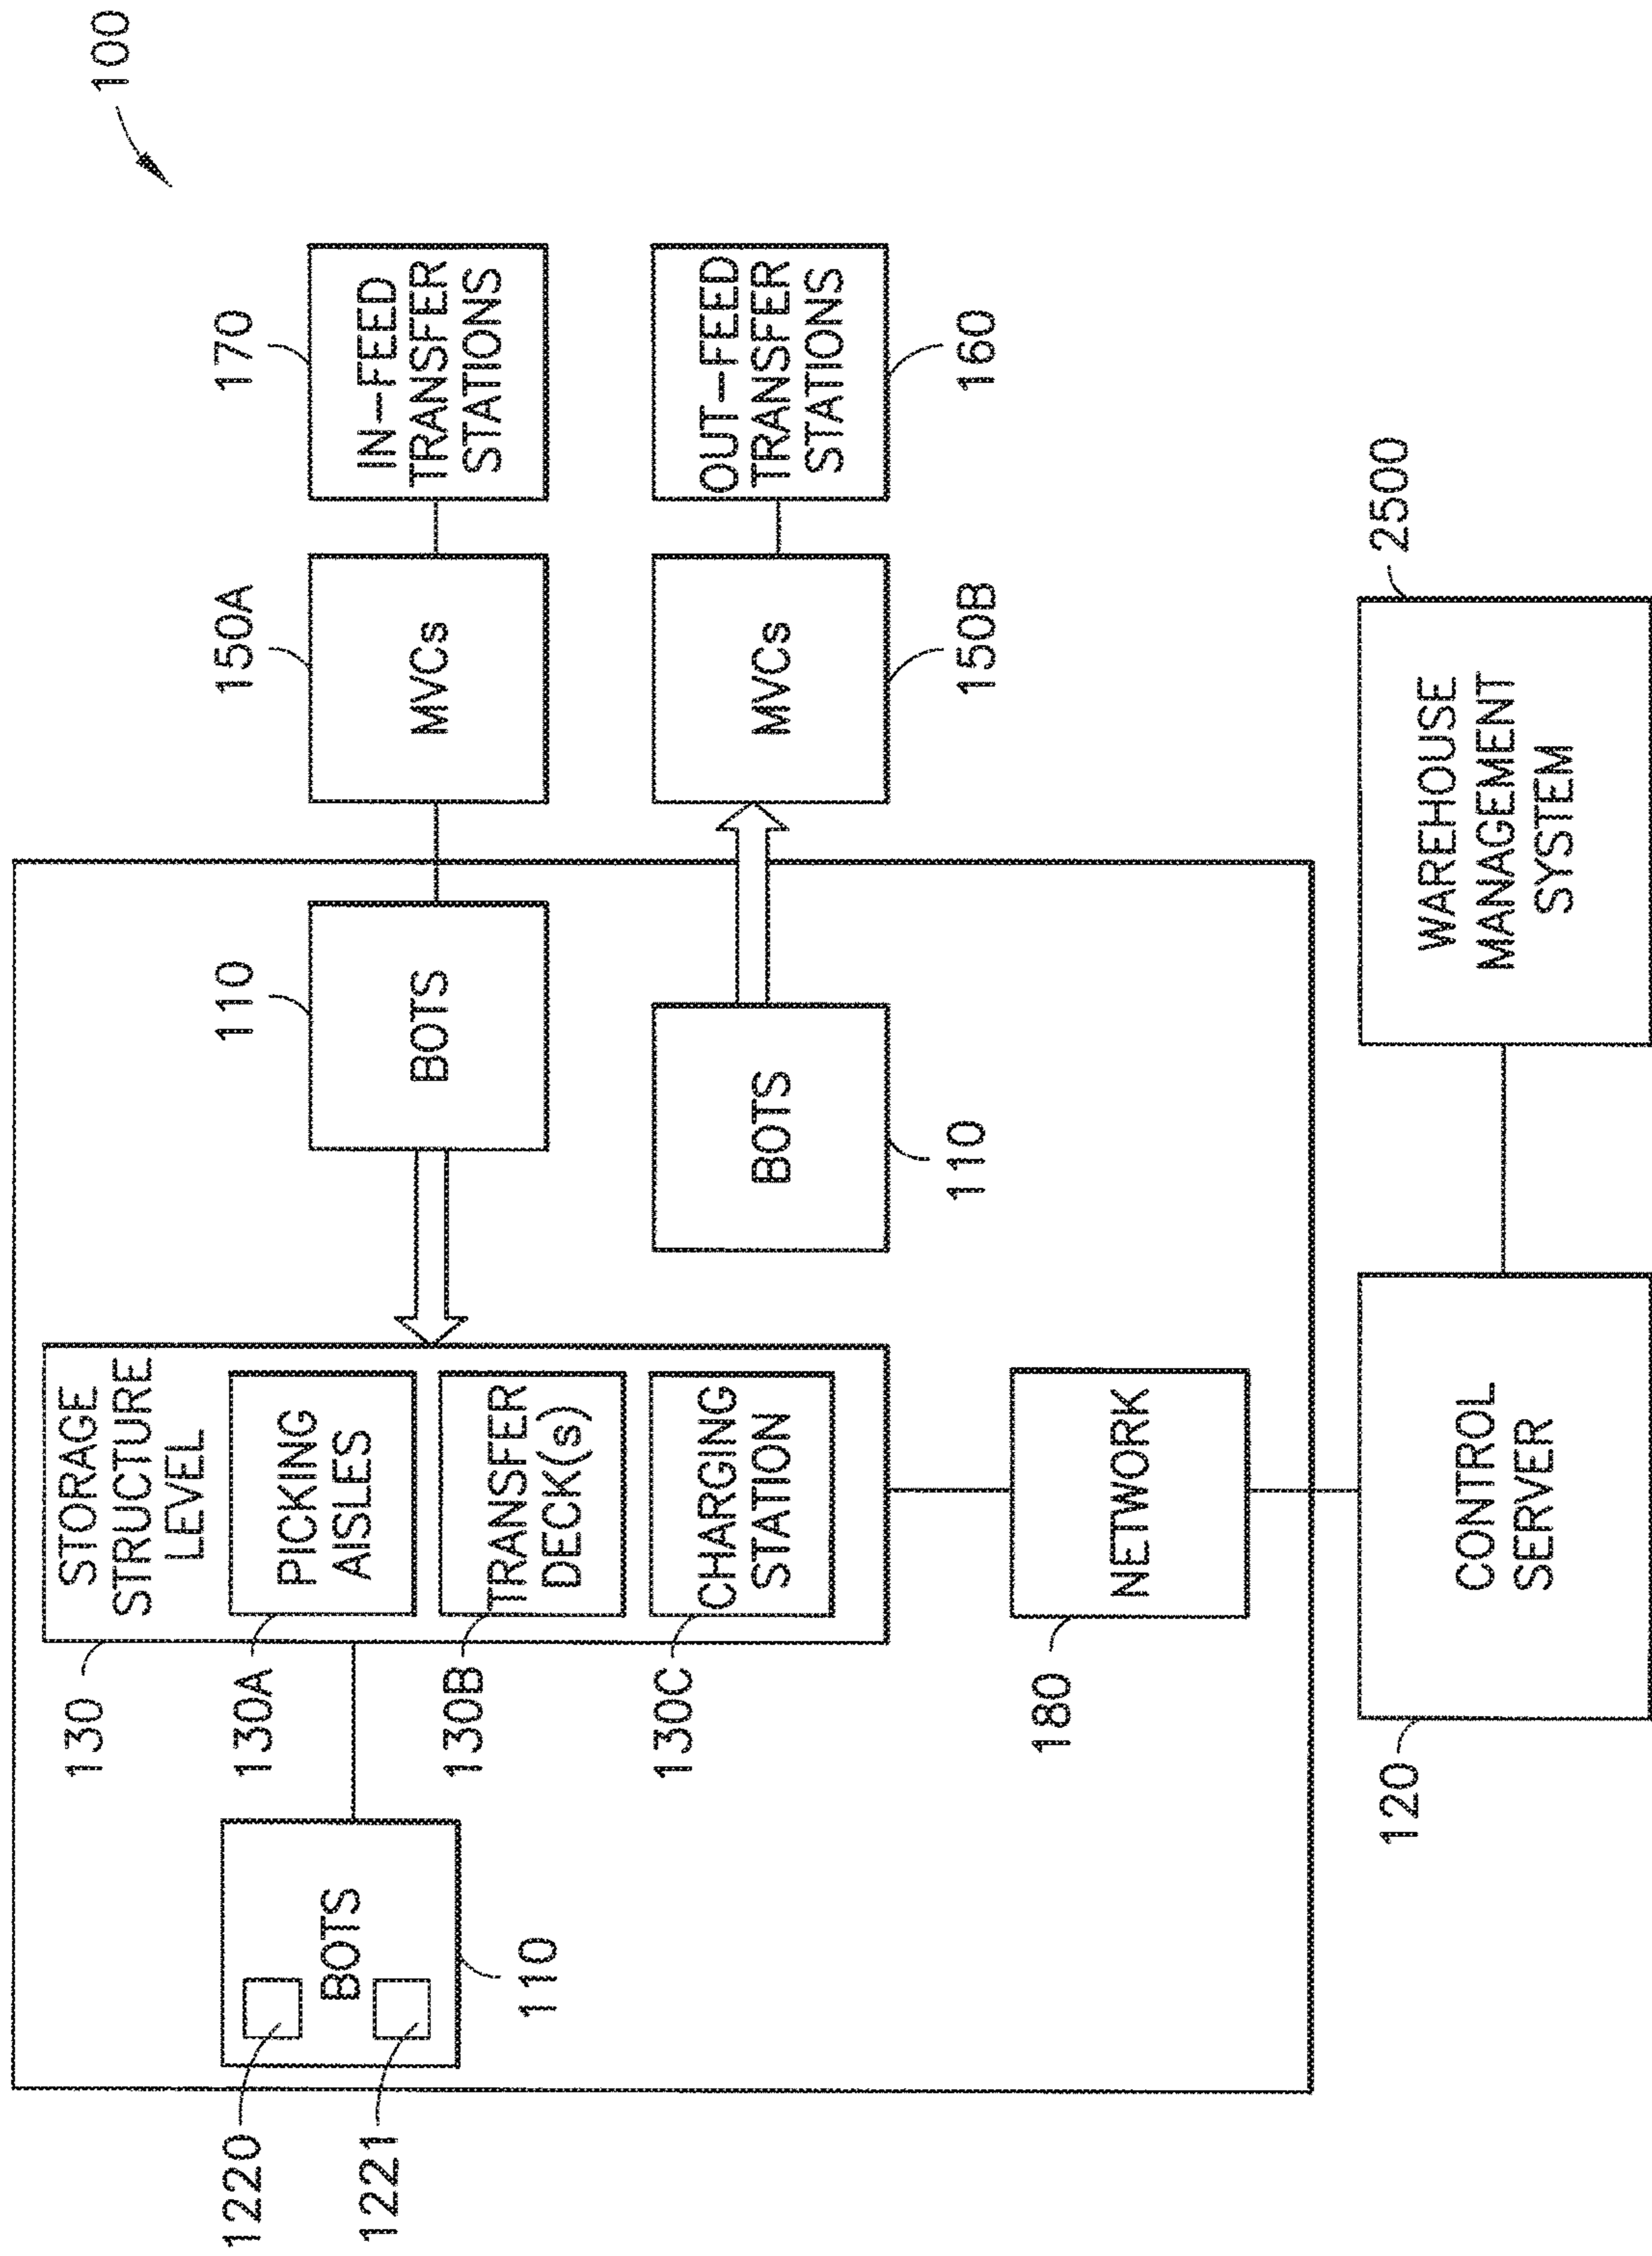 100
130
STORAGE
STRUCTURE
LEVEL
130A
PICKING
AISLES
130B
TRANSFER
DECK(s)
130C
CHARGING
STATION
1220
1221
BOTS
110
110
BOTS
150A
MVCs
170
IN-FEED
TRANSFER
STATIONS
BOTS
110
MVCs
150B
OUT-FEED
TRANSFER
STATIONS
160
180
NETWORK
120
CONTROL
SERVER
2500
WAREHOUSE
MANAGEMENT
SYSTEM